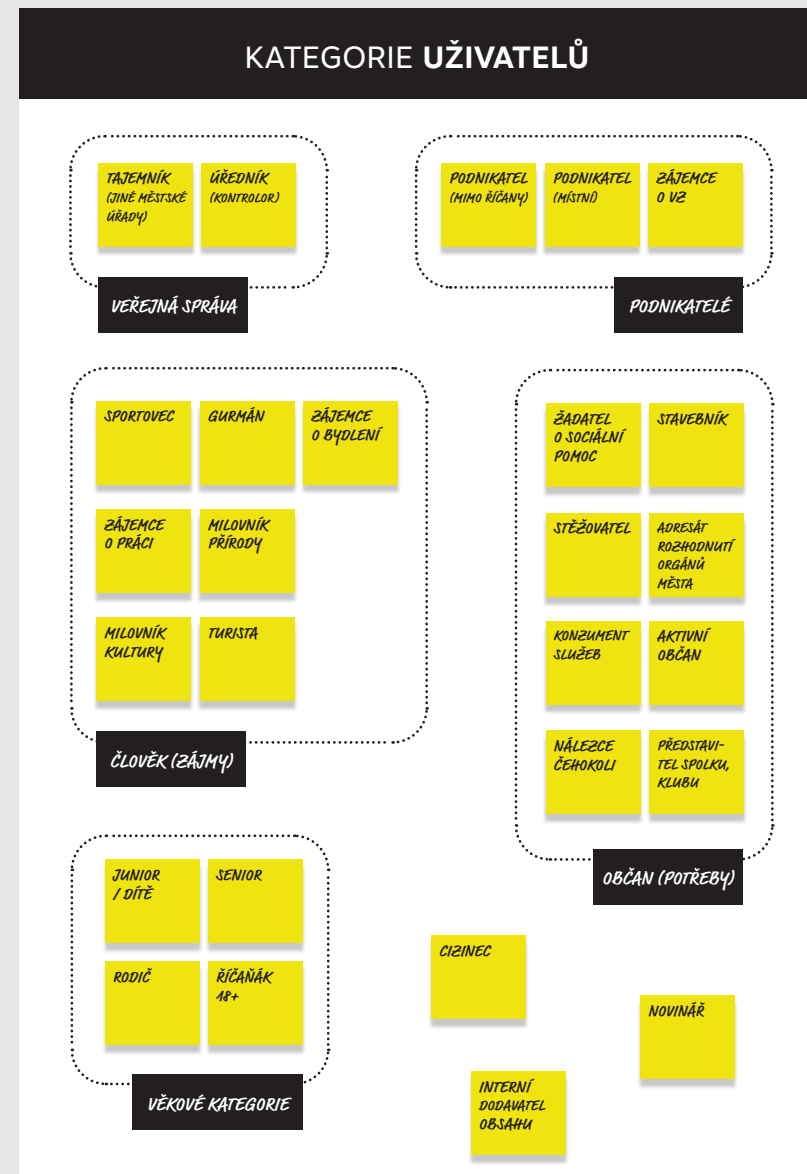 KATEGORIE UŽIVATELŮ
TAJEMNÍK
(JINÉ MĚSTSKÉ
ÚŘADY)
ÚŘEDNÍK
(KONTROLOR)
VEŘEJNÁ SPRÁVA
PODNIKATEL
(MIMO ŘÍČANY)
PODNIKATEL
(MÍSTNÍ)
ZÁJEMCE
O VZ
PODNIKATELÉ
SPORTOVEC
GURMÁN
ZÁJEMCE
O BYDLENÍ
ZÁJEMCE
O PRÁCI
MILOVNÍK
PŘÍRODY
MILOVNÍK
KULTURY
TURISTA
ČLOVĚK (ZÁJMY)
ŽADATEL
O SOCIÁLNÍ
POMOC
STAVEBNÍK
STĚŽOVATEL
ADRESÁT
ROZHODNUTÍ
ORGÁNŮ
MĚSTA
KONZUMENT
SLUŽEB
AKTIVNÍ
OBČAN
NÁLEZCE
ČEHOKOLI
PŘEDSTAVI-
TEL SPOLKU,
KLUBU
OBČAN (POTŘEBY)
JUNIOR
/ DÍTĚ
SENIOR
RODIČ
ŘÍČAŇÁK
18+
VĚKOVÉ KATEGORIE
CIZINEC
NOVINÁŘ
INTERNÍ
DODAVATEL
OBSAHU